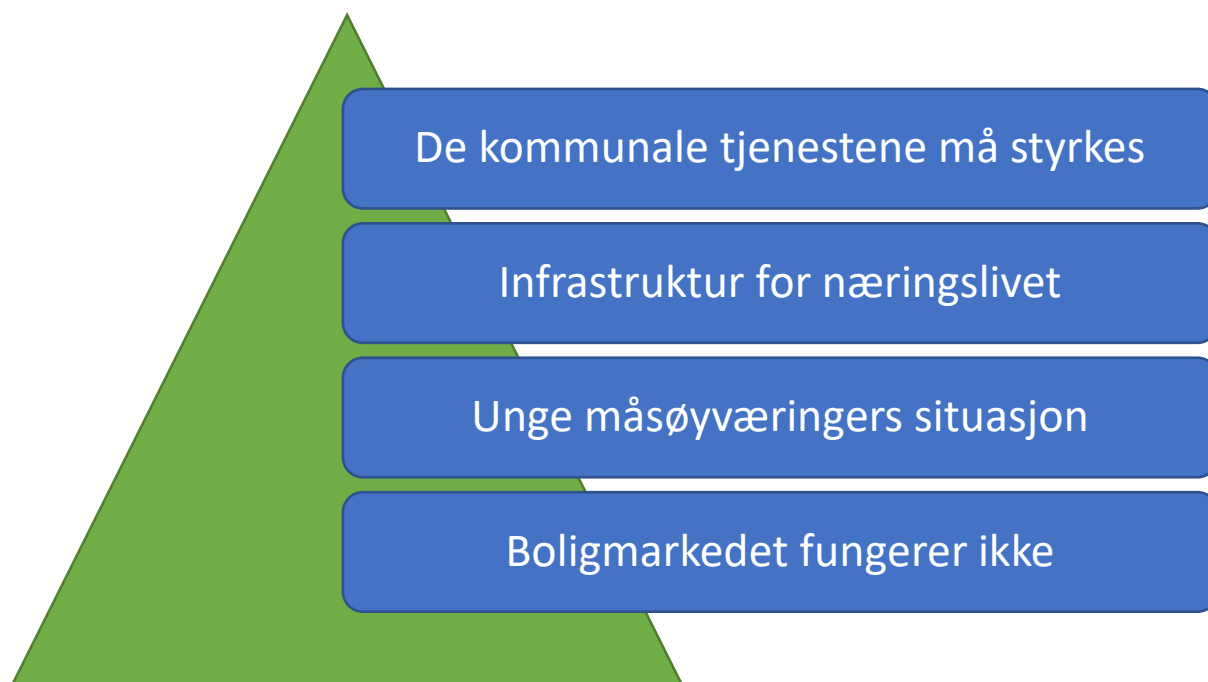 De kommunale tjenestene må styrkes
Infrastruktur for næringslivet
Unge måsøyværingers situasjon
Boligmarkedet fungerer ikke